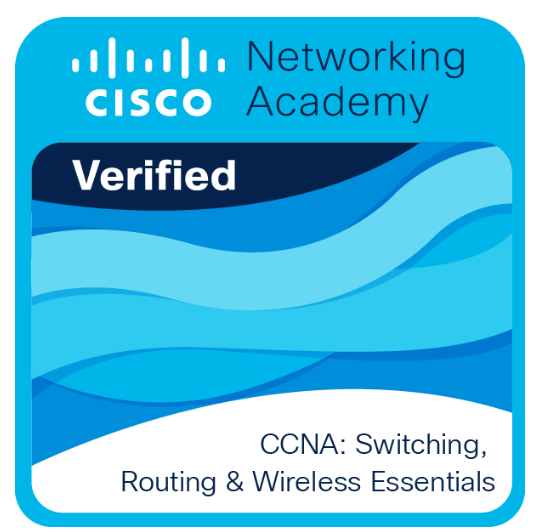 Networking
CISCO Academy
Verified
CCNA: Switching,
Routing & Wireless Essentials